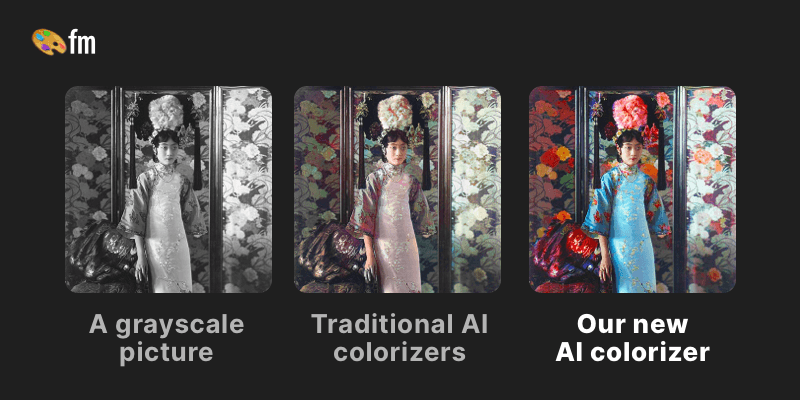 fm
A grayscale
picture
Traditional AI
colorizers
Our new
AI colorizer